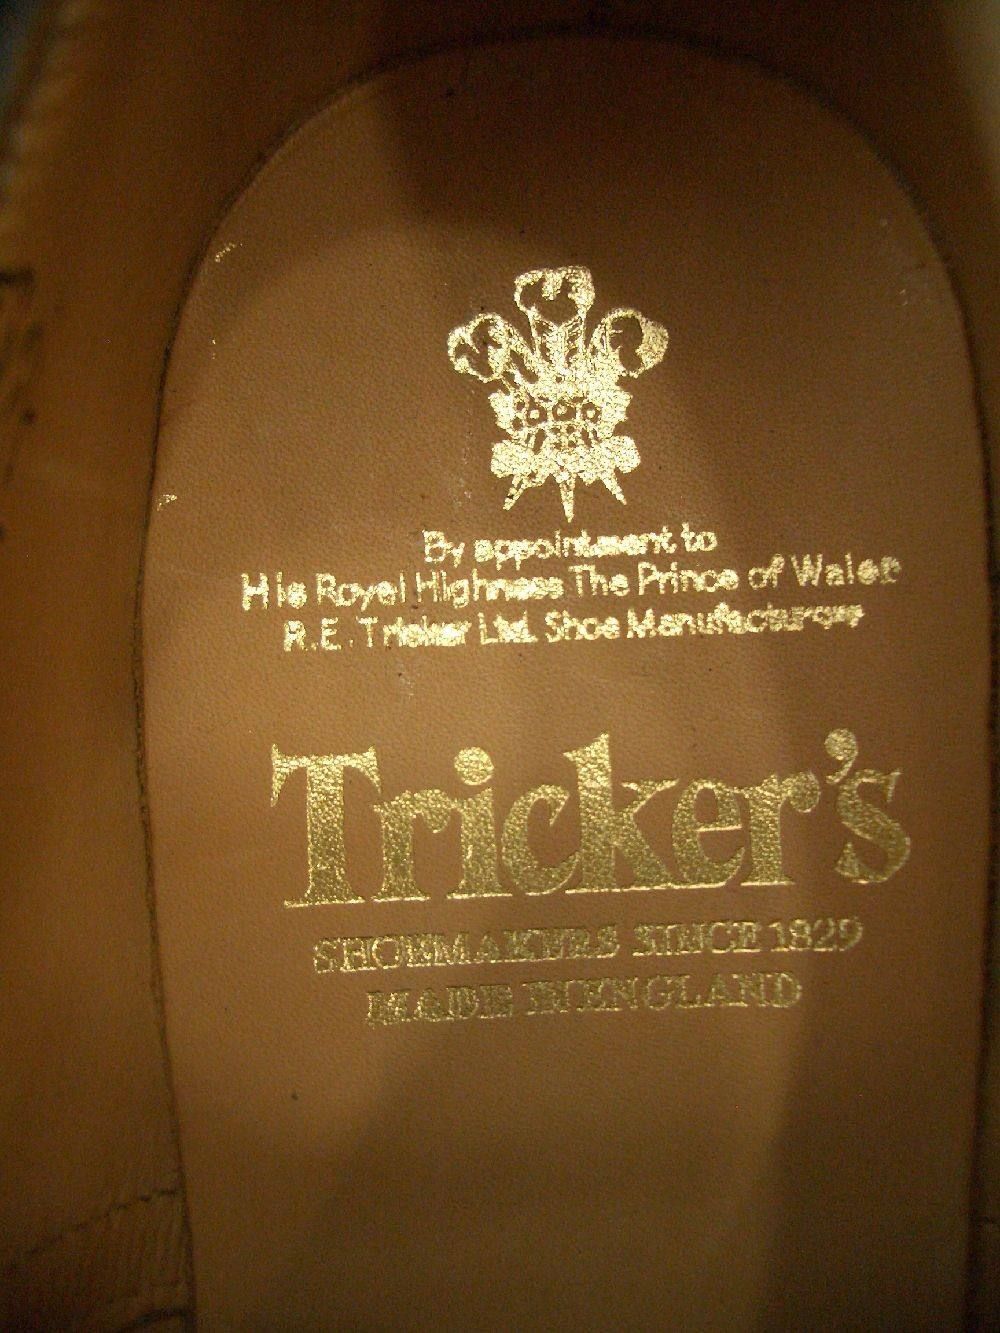 By appointment to
His Royal Highness The Prince of Wales
R.E. Tricker Ltd. Shoe Manufacturers
Tricker's
SHOEMAKERS SINCE 1829
MADE IN ENGLAND